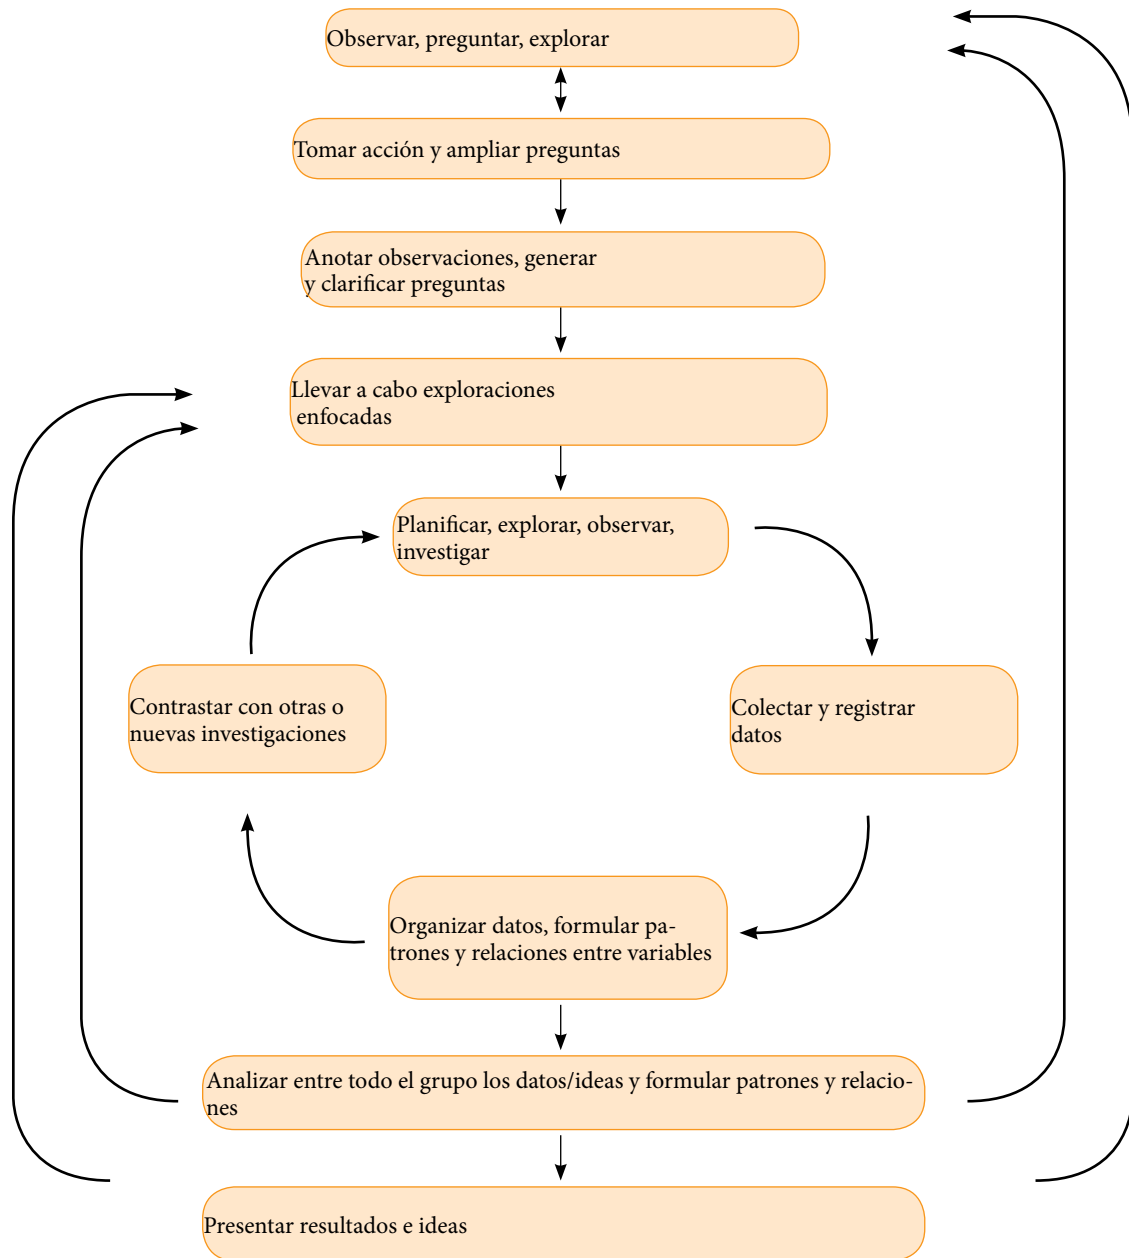 Observar, preguntar, explorar
Tomar acción y ampliar preguntas
Anotar observaciones, generar
y clarificar preguntas
Llevar a cabo exploraciones
enfocadas
Planificar, explorar, observar,
investigar
Contrastar con otras o
nuevas investigaciones
Colectar y registrar
datos
Organizar datos, formular pa-
trones y relaciones entre variables
Analizar entre todo el grupo los datos/ideas y formular patrones y relacio-
nes
Presentar resultados e ideas